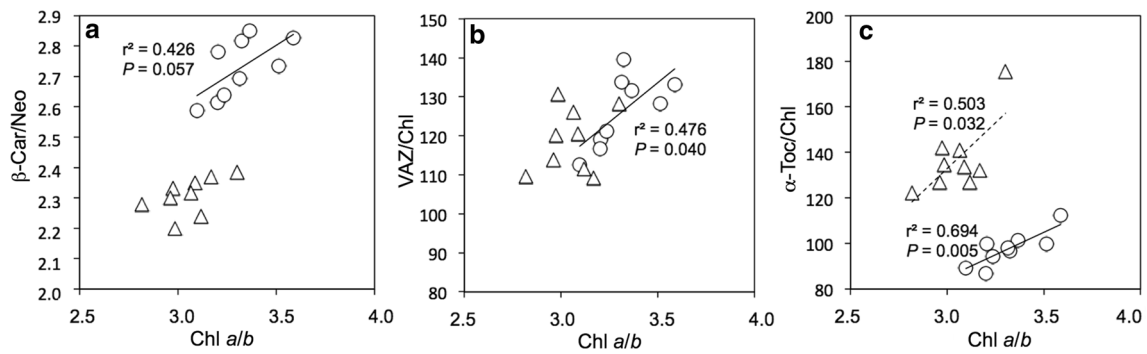 a
r² = 0.426
P = 0.057
2.9
2.8
2.7
2.6
2.5
2.4
2.3
2.2
2.1
2.0
β-Car/Neo
2.5 3.0 3.5 4.0
Chl a/b
b
r² = 0.476
P = 0.040
150
140
130
120
110
100
90
80
VAZ/Chl
2.5 3.0 3.5 4.0
Chl a/b
c
r² = 0.503
P = 0.032
r² = 0.694
P = 0.005
200
180
160
140
120
100
80
α-Toc/Chl
2.5 3.0 3.5 4.0
Chl a/b